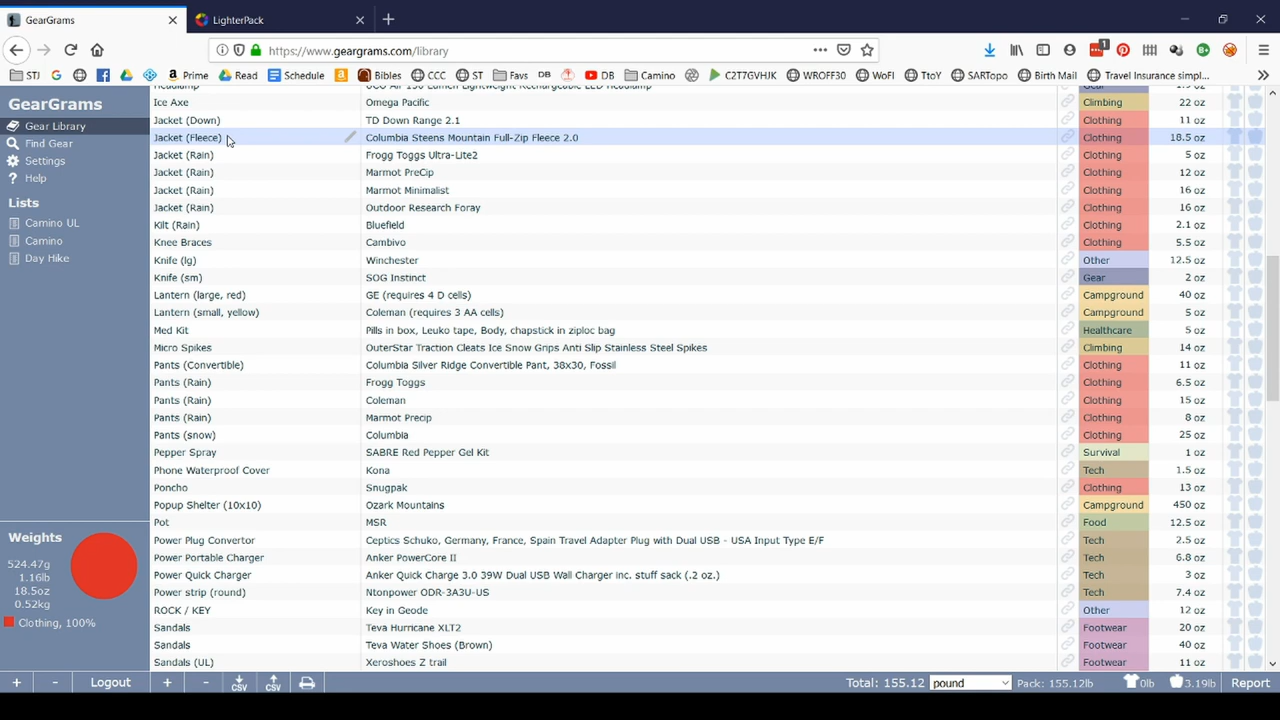 GearGrams
LighterPack
https://www.geargrams.com/library
STJ Prime Read Schedule Bibles CCC ST Favs DB DB Camino C2T7GVHJK WROFF30 WoFI TtoY SARTopo Birth Mail Travel Insurance simpl...
GearGrams
Gear Library
Find Gear
Settings
Help
Lists
Camino UL
Camino
Day Hike
Weights
524.47g
1.16lb
18.5oz
0.52kg
Clothing, 100%
Headlamp UCO Air 150 Lumen Lightweight Rechargeable LED Headlamp Gear 1.9 oz
Ice Axe Omega Pacific Climbing 22 oz
Jacket (Down) TD Down Range 2.1 Clothing 11 oz
Jacket (Fleece) Columbia Steens Mountain Full-Zip Fleece 2.0 Clothing 18.5 oz
Jacket (Rain) Frogg Toggs Ultra-Lite2 Clothing 5 oz
Jacket (Rain) Marmot PreCip Clothing 12 oz
Jacket (Rain) Marmot Minimalist Clothing 16 oz
Jacket (Rain) Outdoor Research Foray Clothing 16 oz
Kilt (Rain) Bluefield Clothing 2.1 oz
Knee Braces Cambivo Clothing 5.5 oz
Knife (lg) Winchester Other 12.5 oz
Knife (sm) SOG Instinct Gear 2 oz
Lantern (large, red) GE (requires 4 D cells) Campground 40 oz
Lantern (small, yellow) Coleman (requires 3 AA cells) Campground 5 oz
Med Kit Pills in box, Leuko tape, Body, chapstick in ziploc bag Healthcare 5 oz
Micro Spikes OuterStar Traction Cleats Ice Snow Grips Anti Slip Stainless Steel Spikes Climbing 14 oz
Pants (Convertible) Columbia Silver Ridge Convertible Pant, 38x30, Fossil Clothing 11 oz
Pants (Rain) Frogg Toggs Clothing 6.5 oz
Pants (Rain) Coleman Clothing 15 oz
Pants (Rain) Marmot Precip Clothing 8 oz
Pants (snow) Columbia Clothing 25 oz
Pepper Spray SABRE Red Pepper Gel Kit Survival 1 oz
Phone Waterproof Cover Kona Tech 1.5 oz
Poncho Snugpak Clothing 13 oz
Popup Shelter (10x10) Ozark Mountains Campground 450 oz
Pot MSR Food 12.5 oz
Power Plug Convertor Ceptics Schuko, Germany, France, Spain Travel Adapter Plug with Dual USB - USA Input Type E/F Tech 2.5 oz
Power Portable Charger Anker PowerCore II Tech 6.8 oz
Power Quick Charger Anker Quick Charge 3.0 39W Dual USB Wall Charger inc. stuff sack (.2 oz.) Tech 3 oz
Power strip (round) Ntonpower ODR-3A3U-US Tech 7.4 oz
ROCK / KEY Key in Geode Other 12 oz
Sandals Teva Hurricane XLT2 Footwear 20 oz
Sandals Teva Water Shoes (Brown) Footwear 40 oz
Sandals (UL) Xeroshoes Z trail Footwear 11 oz
+ - Logout + - CSV CSV Total: 155.12 pound Pack: 155.12lb 0lb 3.19lb Report